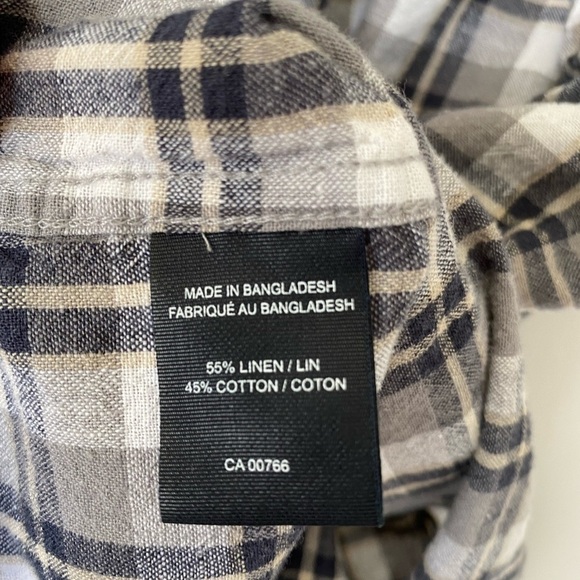 MADE IN BANGLADESH
FABRIQUÉ AU BANGLADESH
55% LINEN / LIN
45% COTTON / COTON
CA 00766